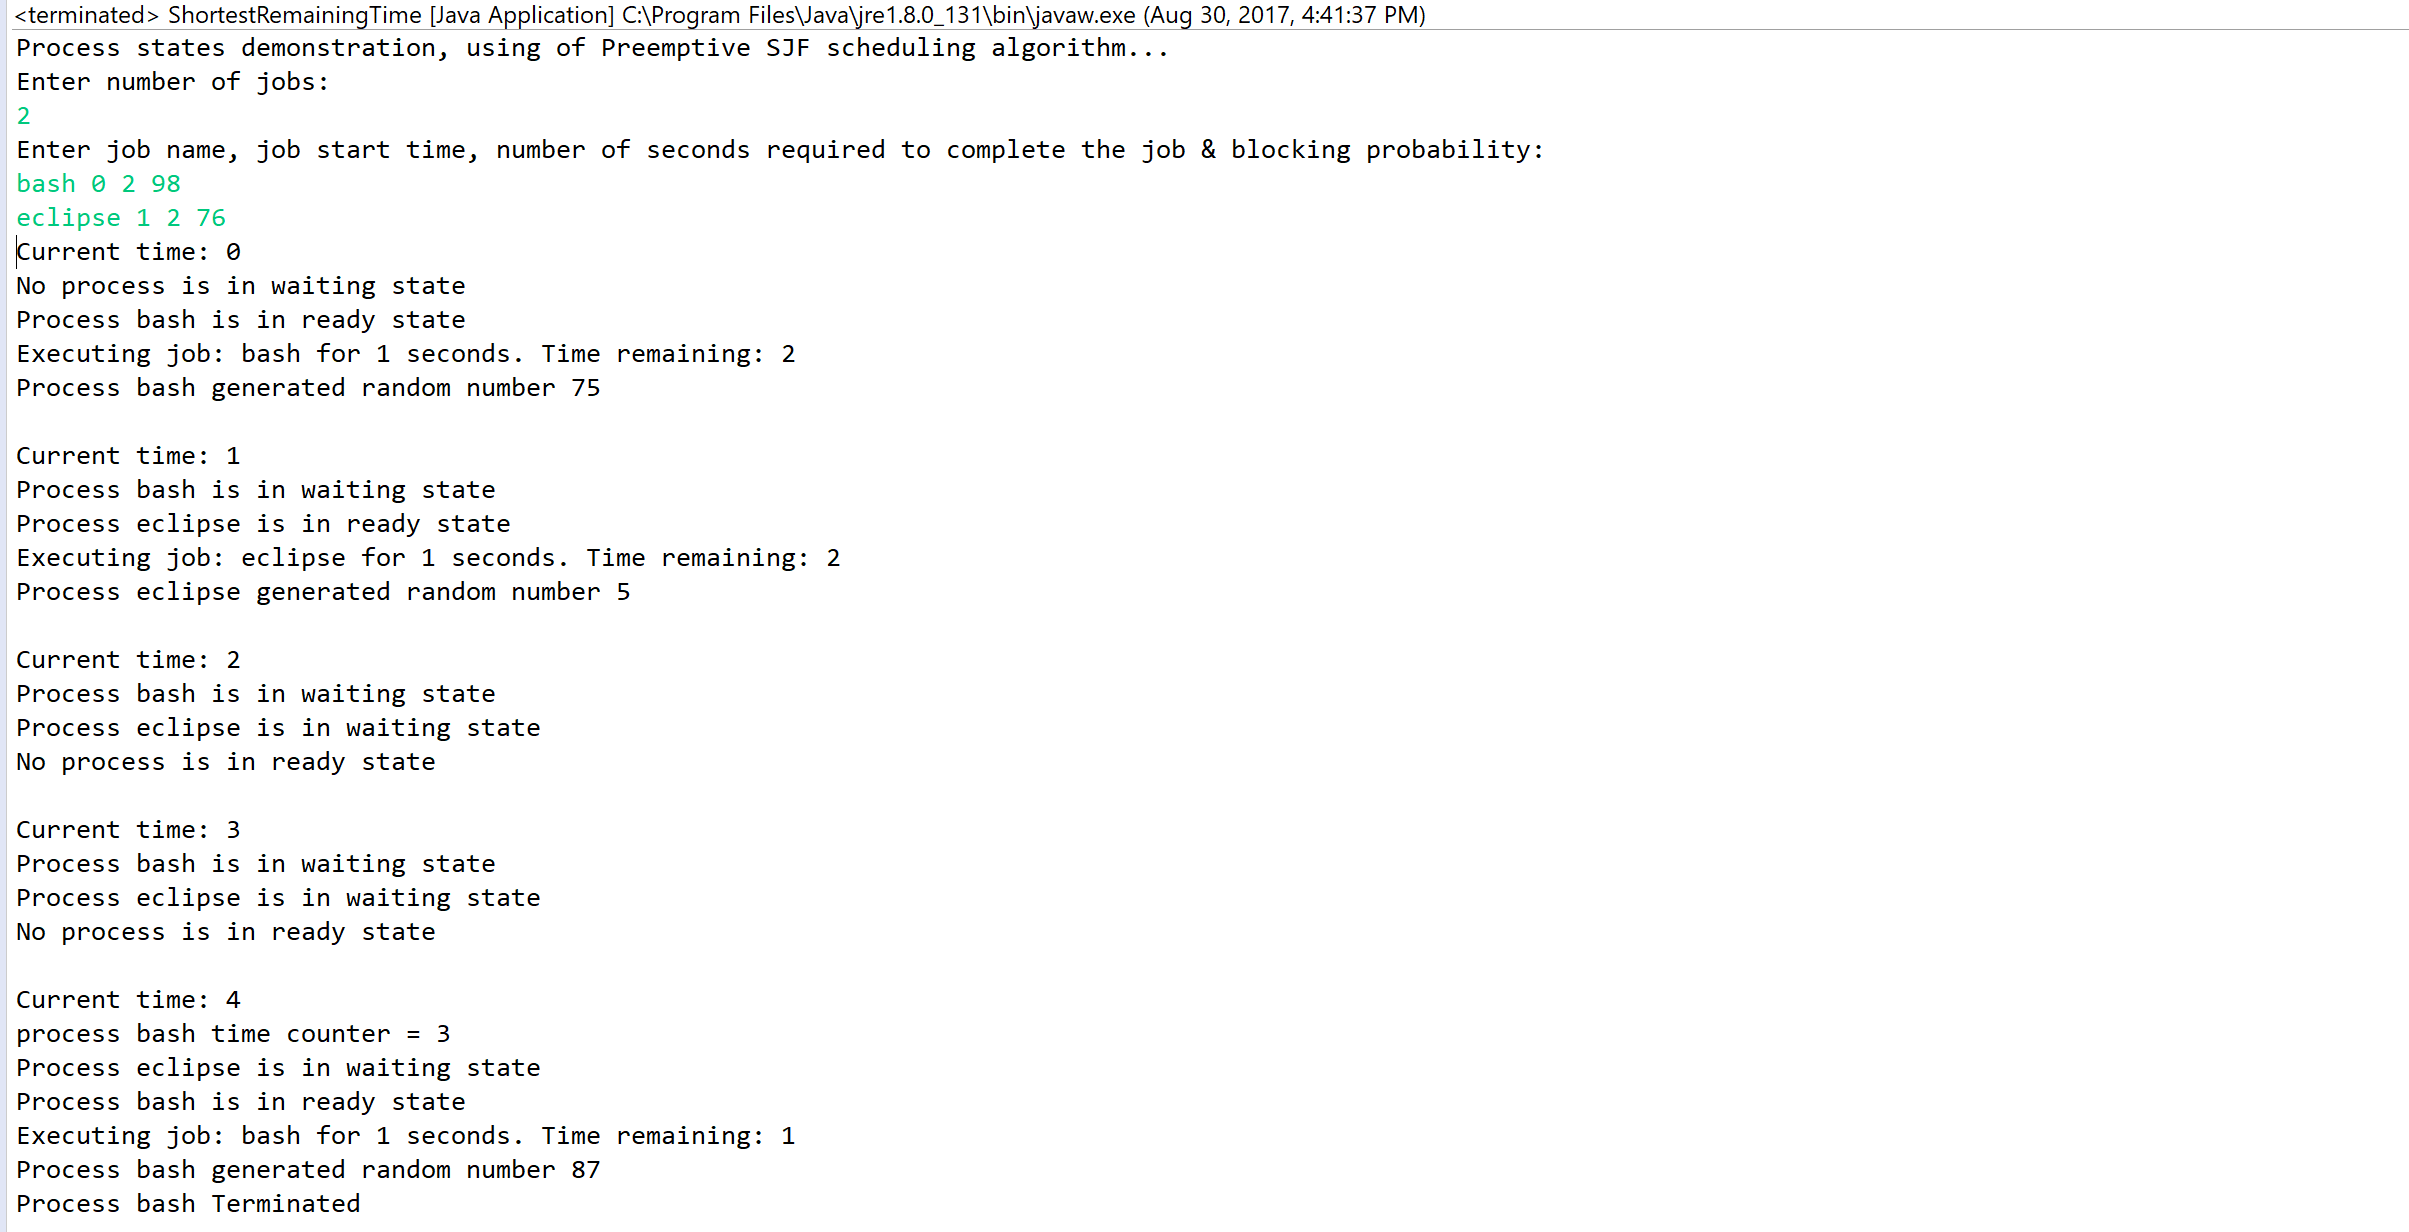 <terminated> ShortestRemainingTime [Java Application] C:\Program Files\Java\jre1.8.0_131\bin\javaw.exe (Aug 30, 2017, 4:41:37 PM)
Process states demonstration, using of Preemptive SJF scheduling algorithm...
Enter number of jobs:
2
Enter job name, job start time, number of seconds required to complete the job & blocking probability:
bash 0 2 98
eclipse 1 2 76
Current time: 0
No process is in waiting state
Process bash is in ready state
Executing job: bash for 1 seconds. Time remaining: 2
Process bash generated random number 75

Current time: 1
Process bash is in waiting state
Process eclipse is in ready state
Executing job: eclipse for 1 seconds. Time remaining: 2
Process eclipse generated random number 5

Current time: 2
Process bash is in waiting state
Process eclipse is in waiting state
No process is in ready state

Current time: 3
Process bash is in waiting state
Process eclipse is in waiting state
No process is in ready state

Current time: 4
process bash time counter = 3
Process eclipse is in waiting state
Process bash is in ready state
Executing job: bash for 1 seconds. Time remaining: 1
Process bash generated random number 87
Process bash Terminated